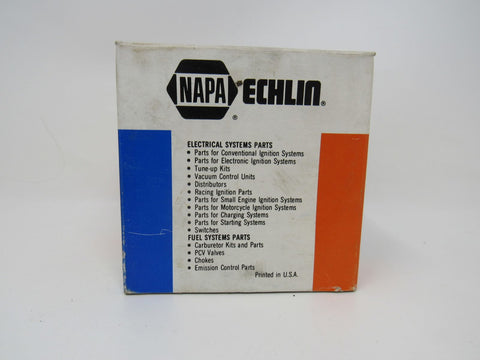 NAPA ECHLIN®
®
ELECTRICAL SYSTEMS PARTS
• Parts for Conventional Ignition Systems
• Parts for Electronic Ignition Systems
• Tune-up Kits
• Vacuum Control Units
• Distributors
• Racing Ignition Parts
• Parts for Small Engine Ignition Systems
• Parts for Motorcycle Ignition Systems
• Parts for Charging Systems
• Parts for Starting Systems
• Switches
FUEL SYSTEMS PARTS
• Carburetor Kits and Parts
• PCV Valves
• Chokes
• Emission Control Parts
Printed in U.S.A.